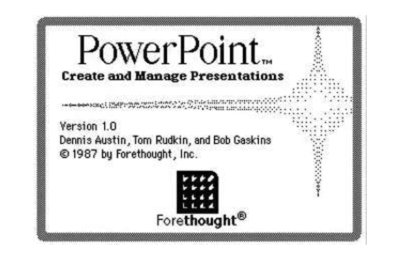 PowerPoint™
Create and Manage Presentations
Version 1.0
Dennis Austin, Tom Rudkin, and Bob Gaskins
© 1987 by Forethought, Inc.
Forethought®